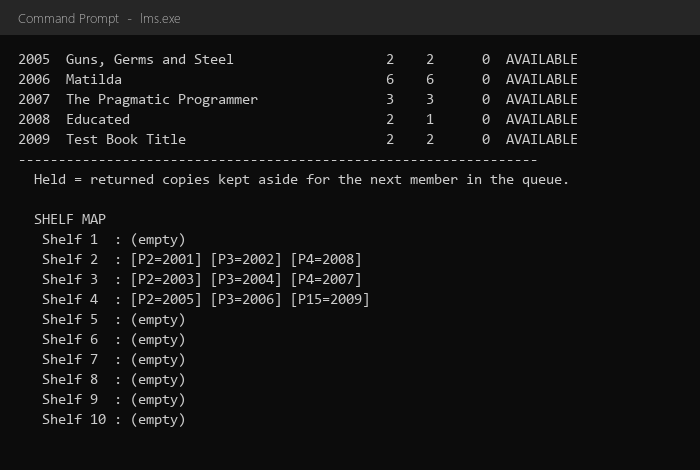 Command Prompt - lms.exe
2005 Guns, Germs and Steel 2 2 0 AVAILABLE
2006 Matilda 6 6 0 AVAILABLE
2007 The Pragmatic Programmer 3 3 0 AVAILABLE
2008 Educated 2 1 0 AVAILABLE
2009 Test Book Title 2 2 0 AVAILABLE
-----------------------------------------------------------------
Held = returned copies kept aside for the next member in the queue.
SHELF MAP
Shelf 1 : (empty)
Shelf 2 : [P2=2001] [P3=2002] [P4=2008]
Shelf 3 : [P2=2003] [P3=2004] [P4=2007]
Shelf 4 : [P2=2005] [P3=2006] [P15=2009]
Shelf 5 : (empty)
Shelf 6 : (empty)
Shelf 7 : (empty)
Shelf 8 : (empty)
Shelf 9 : (empty)
Shelf 10 : (empty)